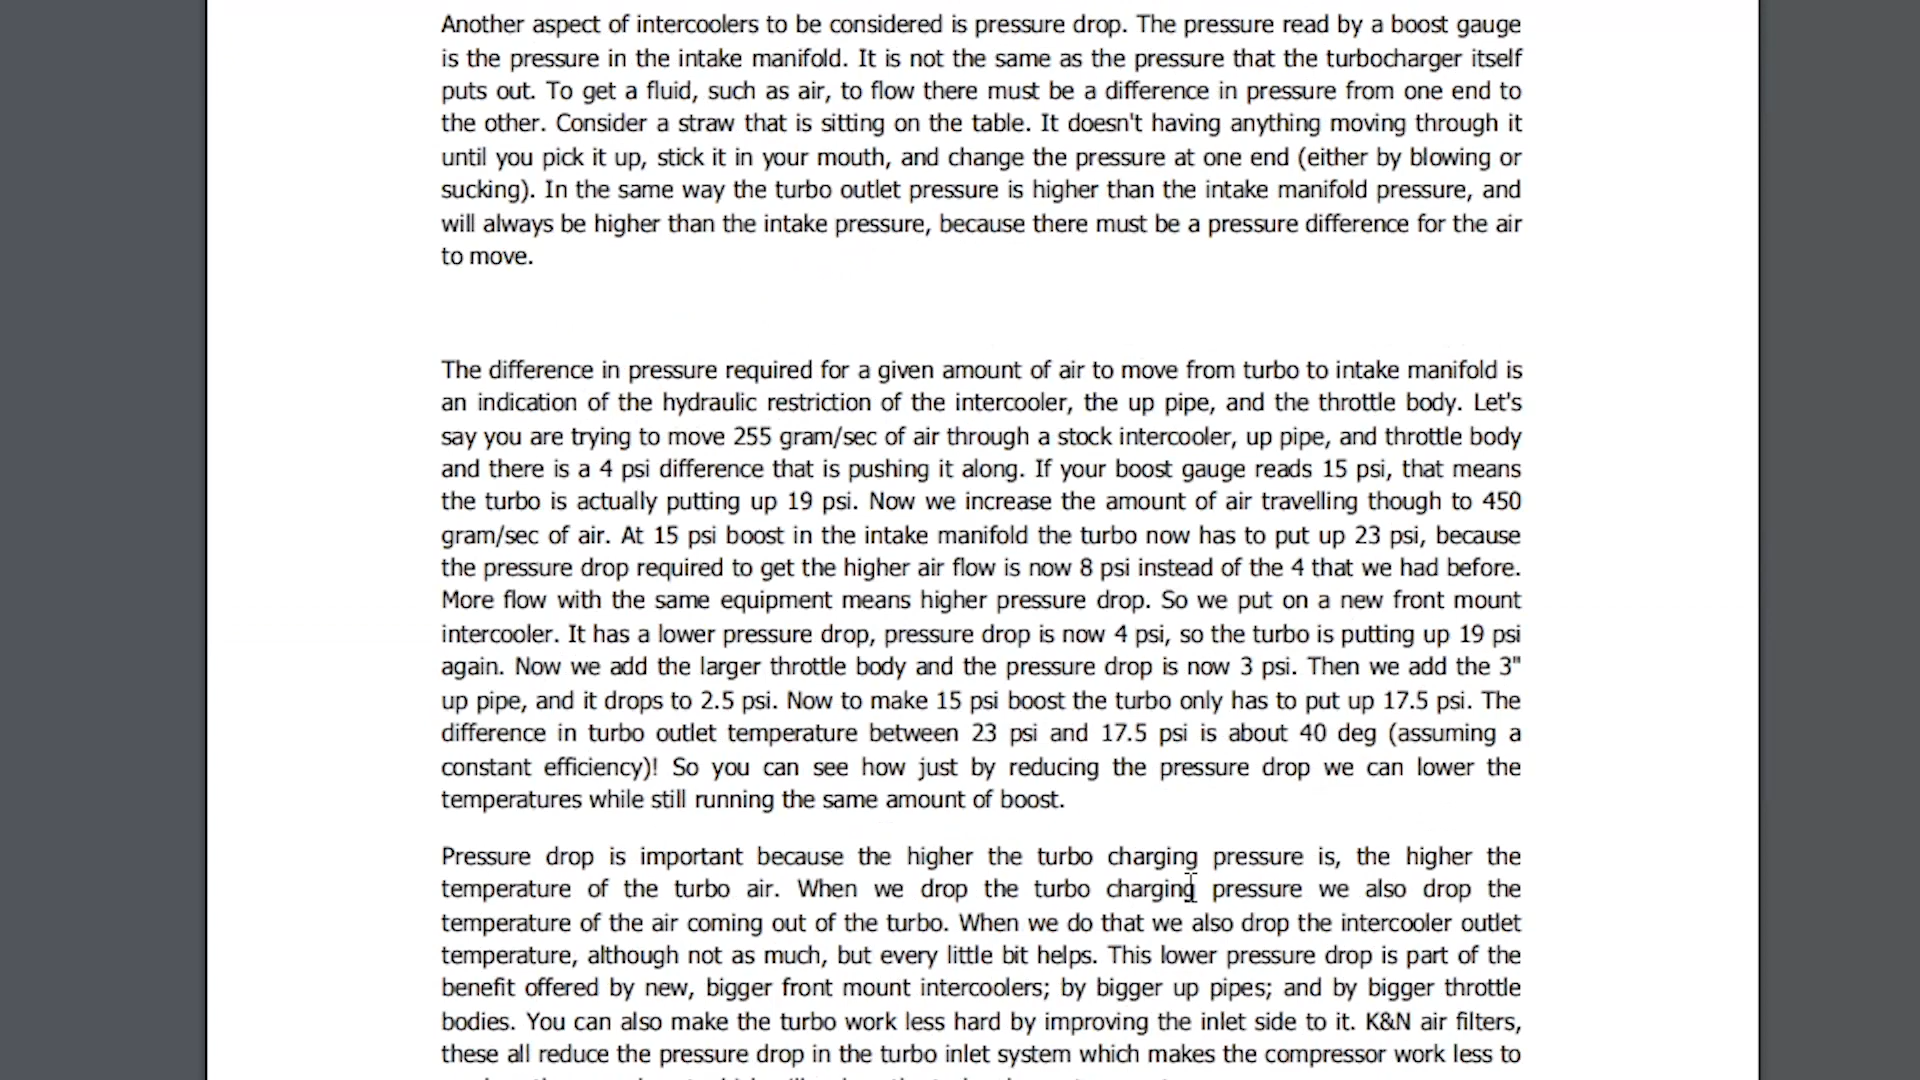 Another aspect of intercoolers to be considered is pressure drop. The pressure read by a boost gauge
is the pressure in the intake manifold. It is not the same as the pressure that the turbocharger itself
puts out. To get a fluid, such as air, to flow there must be a difference in pressure from one end to
the other. Consider a straw that is sitting on the table. It doesn't having anything moving through it
until you pick it up, stick it in your mouth, and change the pressure at one end (either by blowing or
sucking). In the same way the turbo outlet pressure is higher than the intake manifold pressure, and
will always be higher than the intake pressure, because there must be a pressure difference for the air
to move.
The difference in pressure required for a given amount of air to move from turbo to intake manifold is
an indication of the hydraulic restriction of the intercooler, the up pipe, and the throttle body. Let's
say you are trying to move 255 gram/sec of air through a stock intercooler, up pipe, and throttle body
and there is a 4 psi difference that is pushing it along. If your boost gauge reads 15 psi, that means
the turbo is actually putting up 19 psi. Now we increase the amount of air travelling though to 450
gram/sec of air. At 15 psi boost in the intake manifold the turbo now has to put up 23 psi, because
the pressure drop required to get the higher air flow is now 8 psi instead of the 4 that we had before.
More flow with the same equipment means higher pressure drop. So we put on a new front mount
intercooler. It has a lower pressure drop, pressure drop is now 4 psi, so the turbo is putting up 19 psi
again. Now we add the larger throttle body and the pressure drop is now 3 psi. Then we add the 3"
up pipe, and it drops to 2.5 psi. Now to make 15 psi boost the turbo only has to put up 17.5 psi. The
difference in turbo outlet temperature between 23 psi and 17.5 psi is about 40 deg (assuming a
constant efficiency)! So you can see how just by reducing the pressure drop we can lower the
temperatures while still running the same amount of boost.
Pressure drop is important because the higher the turbo charging pressure is, the higher the
temperature of the turbo air. When we drop the turbo charging pressure we also drop the
temperature of the air coming out of the turbo. When we do that we also drop the intercooler outlet
temperature, although not as much, but every little bit helps. This lower pressure drop is part of the
benefit offered by new, bigger front mount intercoolers; by bigger up pipes; and by bigger throttle
bodies. You can also make the turbo work less hard by improving the inlet side to it. K&N air filters,
these all reduce the pressure drop in the turbo inlet system which makes the compressor work less to